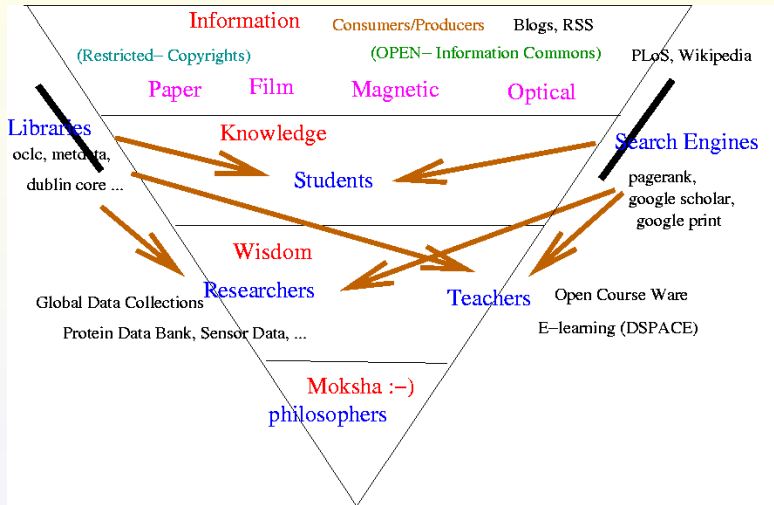 Information Consumers/Producers Blogs, RSS
(Restricted− Copyrights) (OPEN− Information Commons) PLoS, Wikipedia
Paper Film Magnetic Optical
Libraries Knowledge Search Engines
oclc, metdata,
dublin core ...
Students
pagerank,
google scholar,
google print
Wisdom
Researchers Teachers
Global Data Collections
Protein Data Bank, Sensor Data, ...
Open Course Ware
E−learning (DSPACE)
Moksha :−)
philosophers